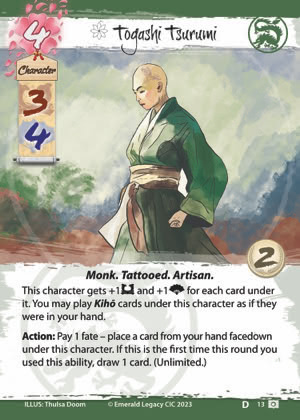 4
Togashi Tsurumi
Character
3
4
2
Monk. Tattooed. Artisan.
This character gets +1 and +1 for each card under
it. You may play Kihō cards under this character as if they
were in your hand.
Action: Pay 1 fate – place a card from your hand facedown
under this character. If this is the first time this round you
used this ability, draw 1 card. (Unlimited.)
ILLUS: Thulsa Doom © Emerald Legacy CIC 2023 D 13